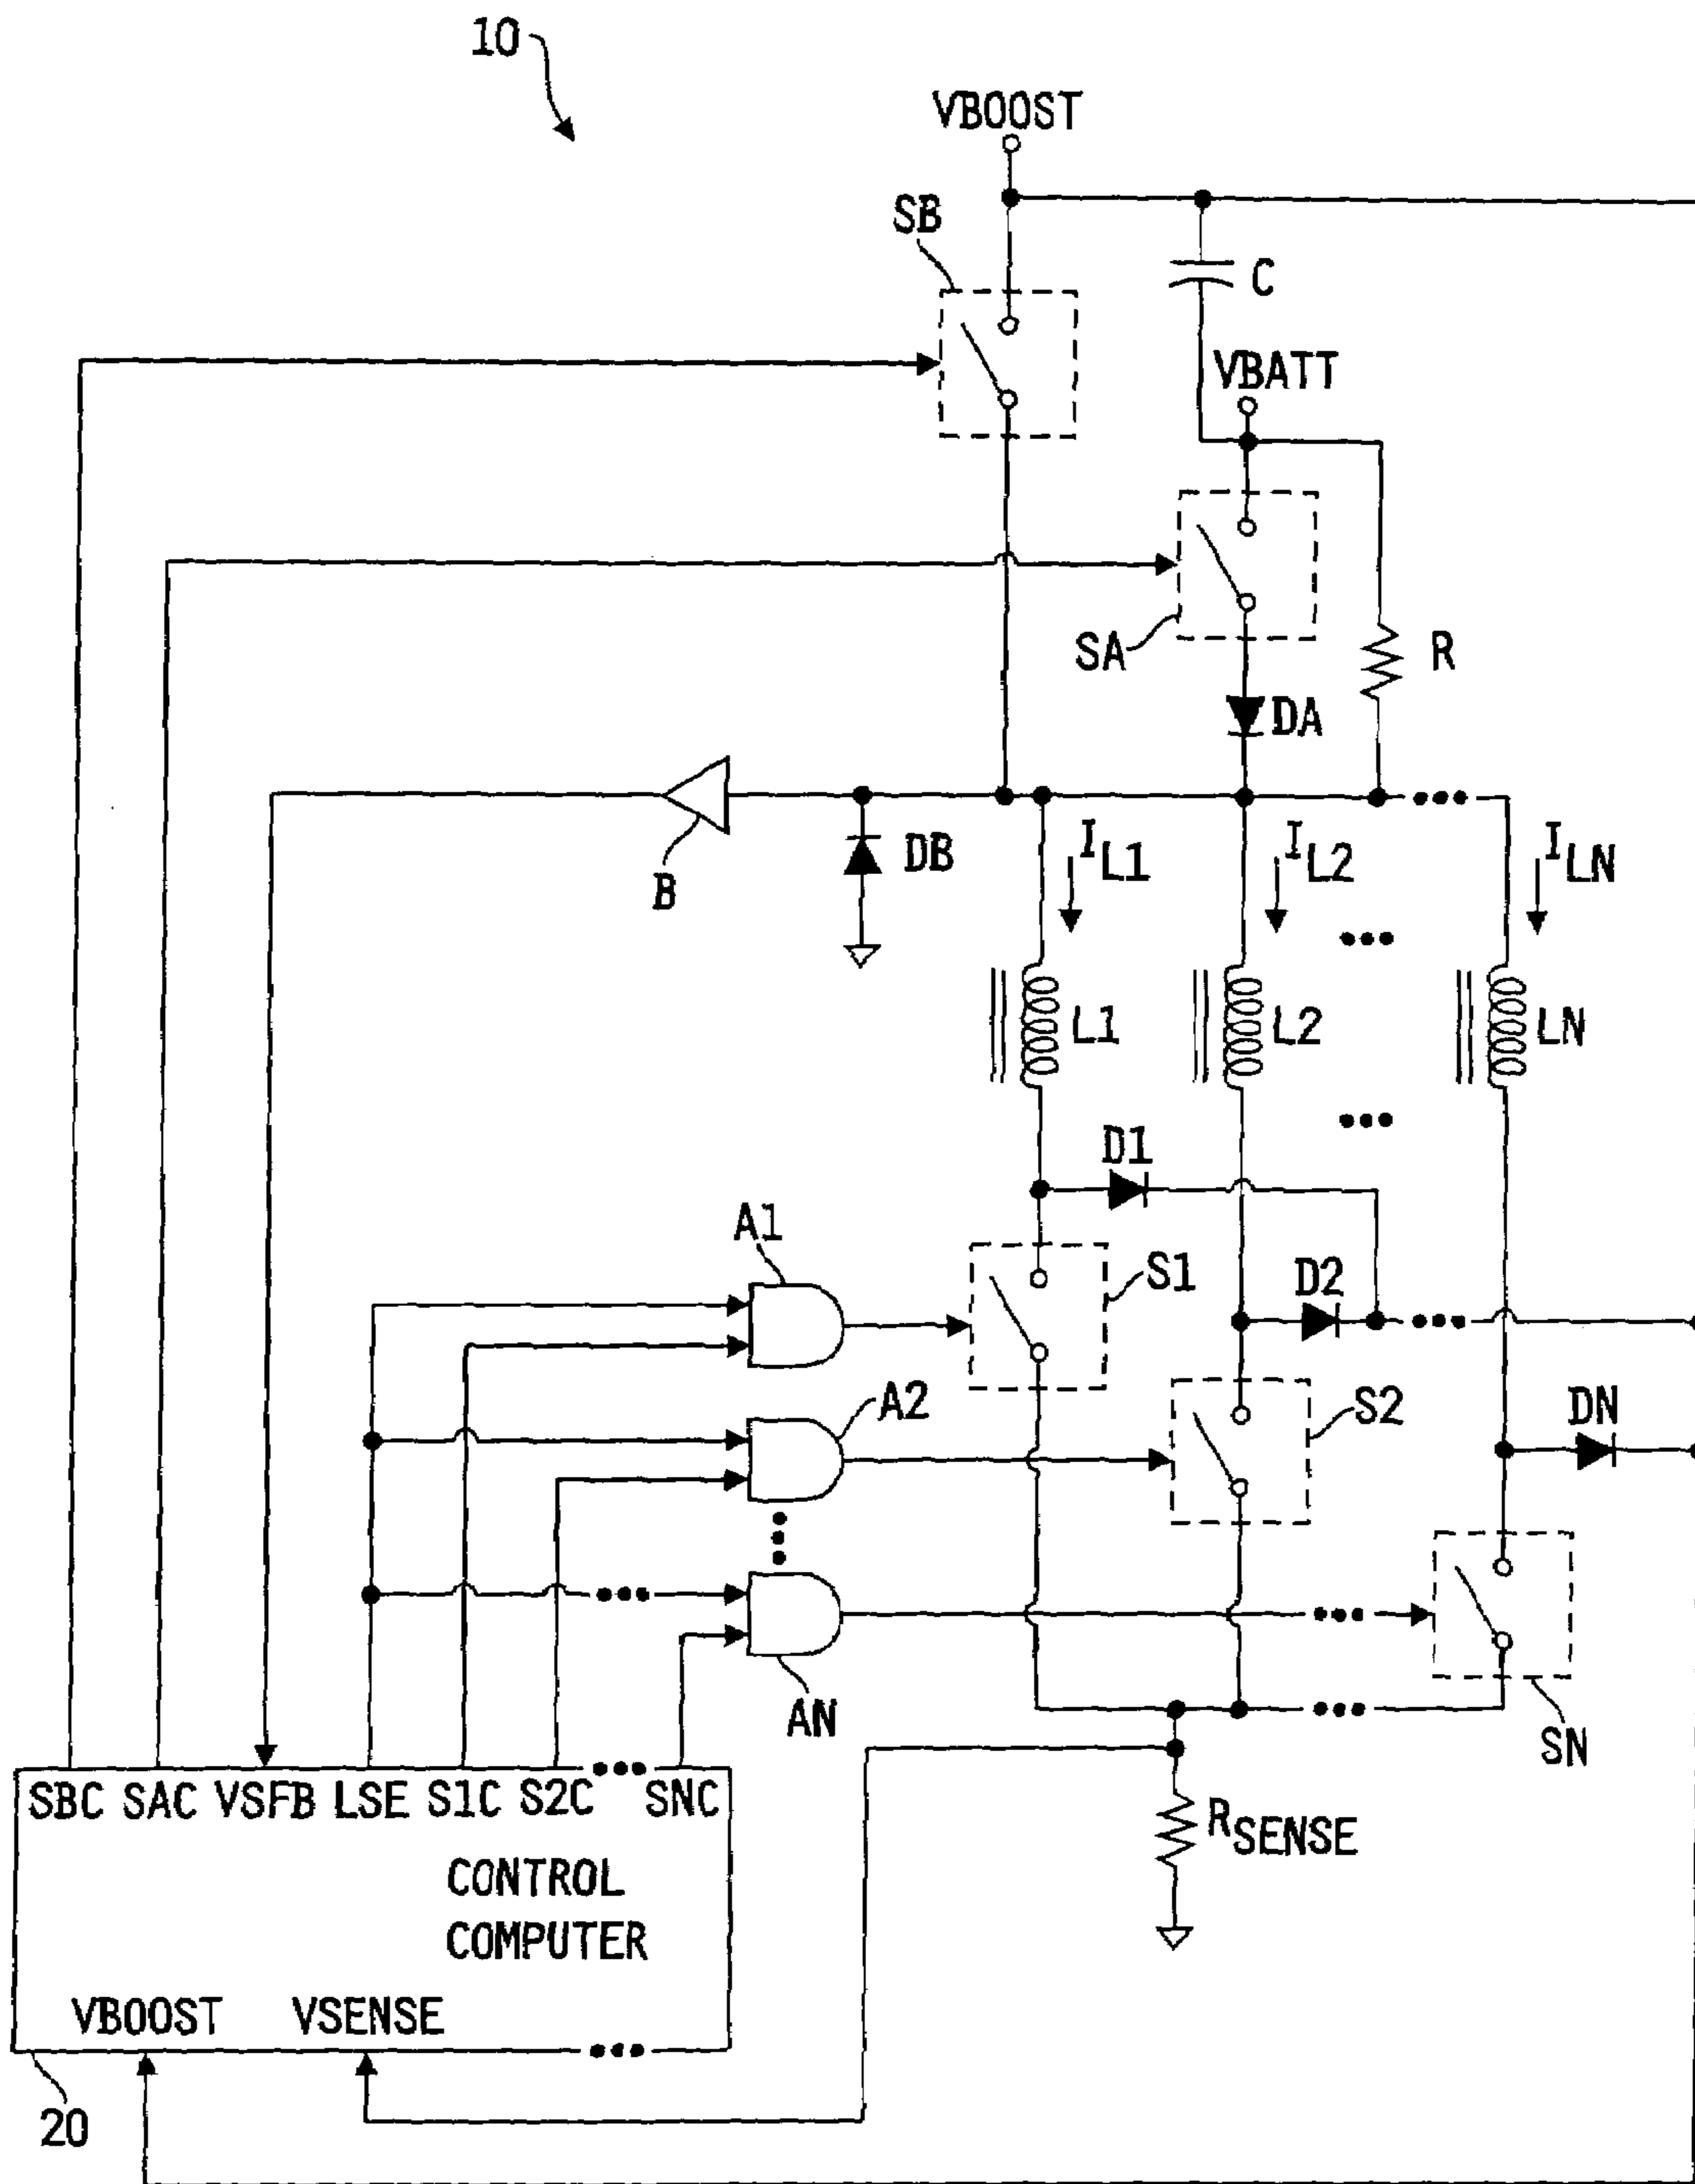 10
VBOOST
SB
C
VBATT
SA
R
DA
B
DB
IL1
IL2
ILN
L1
L2
LN
D1
A1
S1
D2
A2
S2
DN
AN
SN
SBC SAC VSFB LSE S1C S2C SNC
RSENSE
CONTROL
COMPUTER
VBOOST VSENSE
20